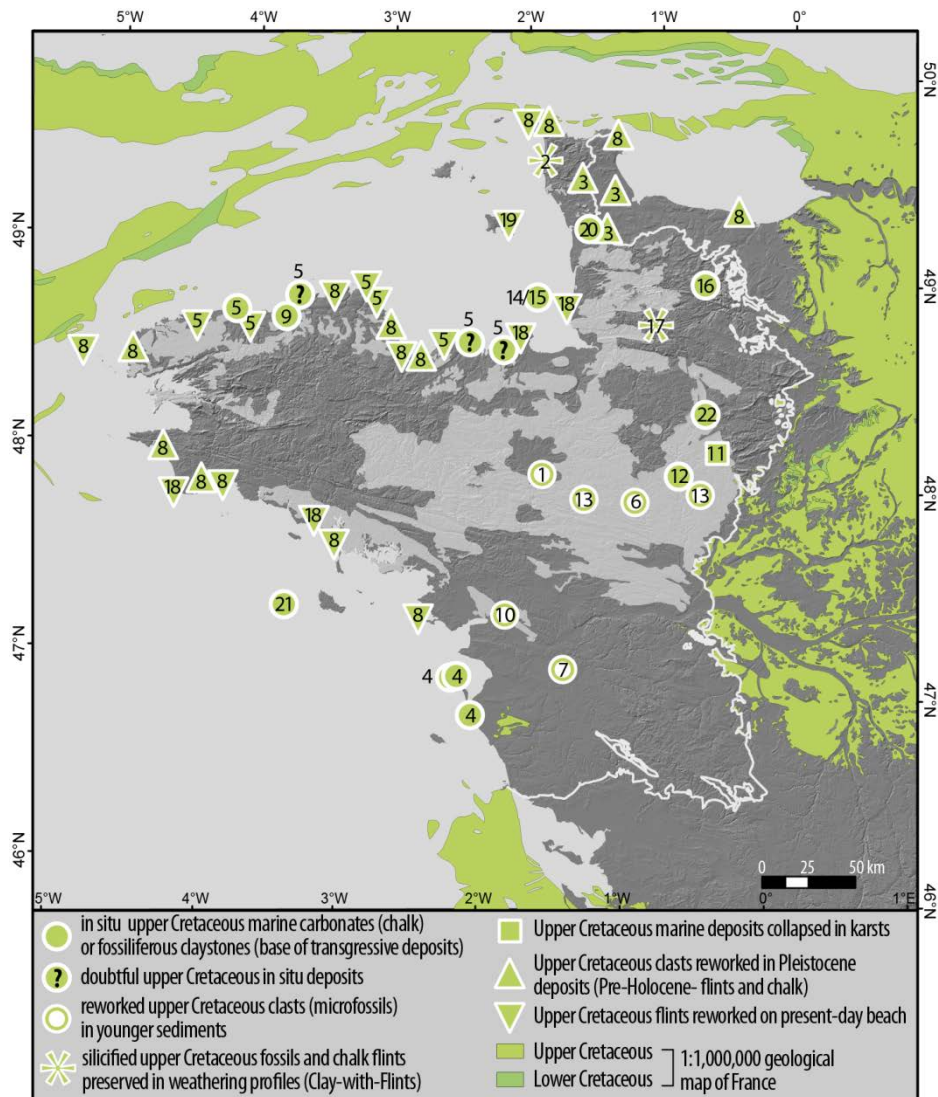 5°W 4°W 3°W 2°W 1°W 0°
50°N
8 8 8
2
3
3
49°N 19 8
20 3
49°N
5 8 5 16
5 5 14 15 18
9
8 5 5 8 5 5 18 17
8 8 8 8
22
48°N 8 11
1 12
18 8 8 13 6 13 48°N
18
8
21
47°N 8 10
4 4 7
4 47°N
46°N 0 25 50 km
5°W 4°W 3°W 2°W 1°W 0° 1°E 46°N
in situ upper Cretaceous marine carbonates (chalk)
or fossiliferous claystones (base of transgressive deposits)
? doubtful upper Cretaceous in situ deposits
reworked upper Cretaceous clasts (microfossils)
in younger sediments
silicified upper Cretaceous fossils and chalk flints
preserved in weathering profiles (Clay-with-Flints)
Upper Cretaceous marine deposits collapsed in karsts
Upper Cretaceous clasts reworked in Pleistocene
deposits (Pre-Holocene- flints and chalk)
Upper Cretaceous flints reworked on present-day beach
Upper Cretaceous
Lower Cretaceous
1:1,000,000 geological
map of France